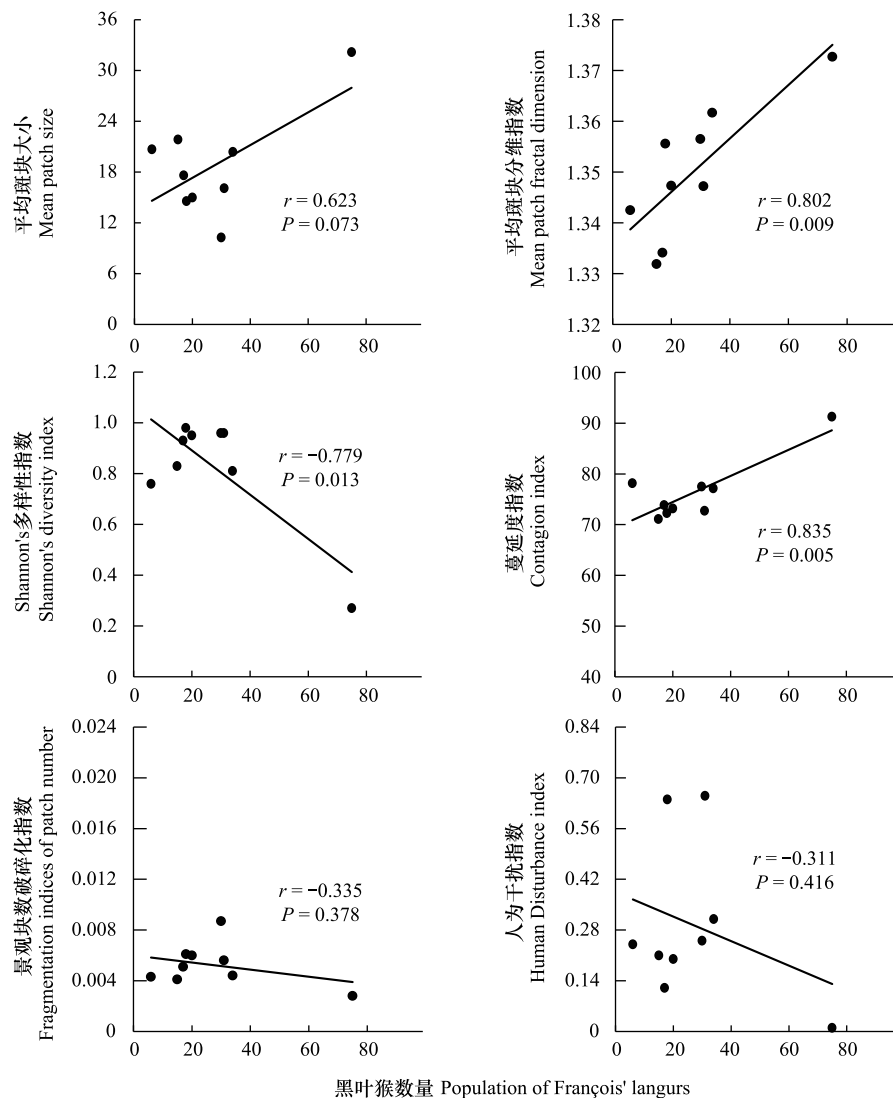 平均斑块大小
Mean patch size
36
30
24
18
12
6
0
r = 0.623
P = 0.073
0 20 40 60 80
平均斑块分维指数
Mean patch fractal dimension
1.38
1.37
1.36
1.35
1.34
1.33
1.32
r = 0.802
P = 0.009
0 20 40 60 80
Shannon's多样性指数
Shannon's diversity index
1.2
1.0
0.8
0.6
0.4
0.2
0
r = −0.779
P = 0.013
0 20 40 60 80
蔓延度指数
Contagion index
100
90
80
70
60
50
40
r = 0.835
P = 0.005
0 20 40 60 80
景观块数破碎化指数
Fragmentation indices of patch number
0.024
0.020
0.016
0.012
0.008
0.004
0
r = −0.335
P = 0.378
0 20 40 60 80
人为干扰指数
Human Disturbance index
0.84
0.70
0.56
0.42
0.28
0.14
0
r = −0.311
P = 0.416
0 20 40 60 80
黑叶猴数量 Population of François' langurs